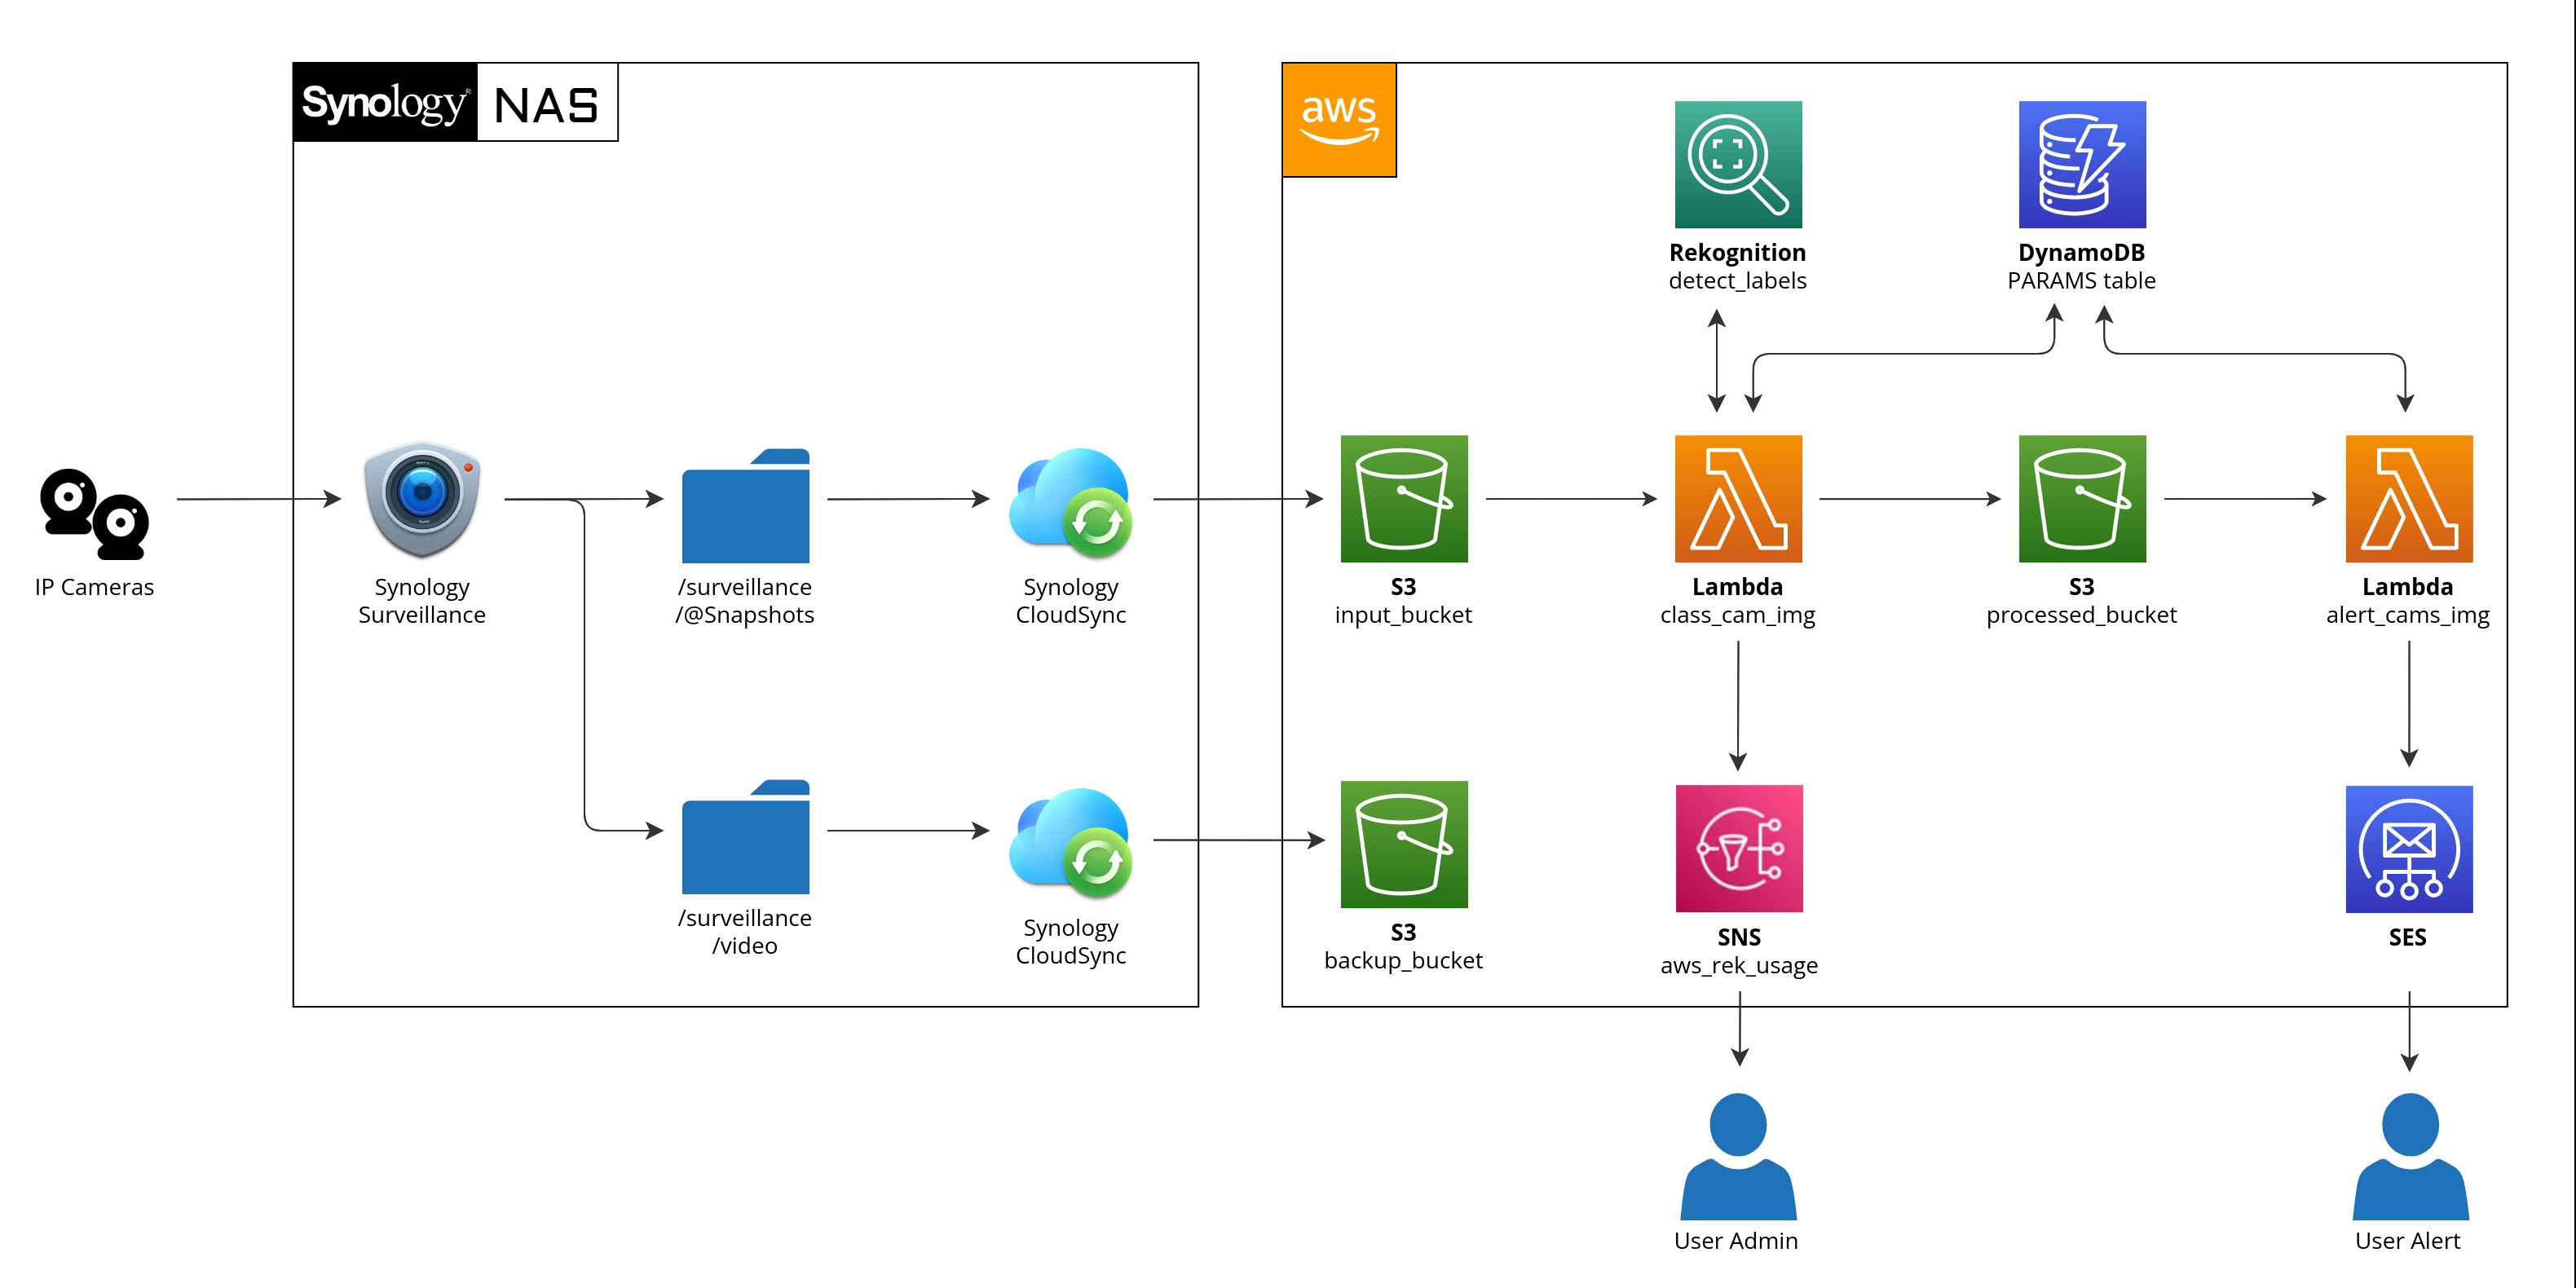 Synology® NAS
aws
Rekognition
detect_labels
DynamoDB
PARAMS table
IP Cameras
Synology
Surveillance
/surveillance
/@Snapshots
Synology
CloudSync
S3
input_bucket
Lambda
class_cam_img
S3
processed_bucket
Lambda
alert_cams_img
/surveillance
/video
Synology
CloudSync
S3
backup_bucket
SNS
aws_rek_usage
SES
User Admin
User Alert